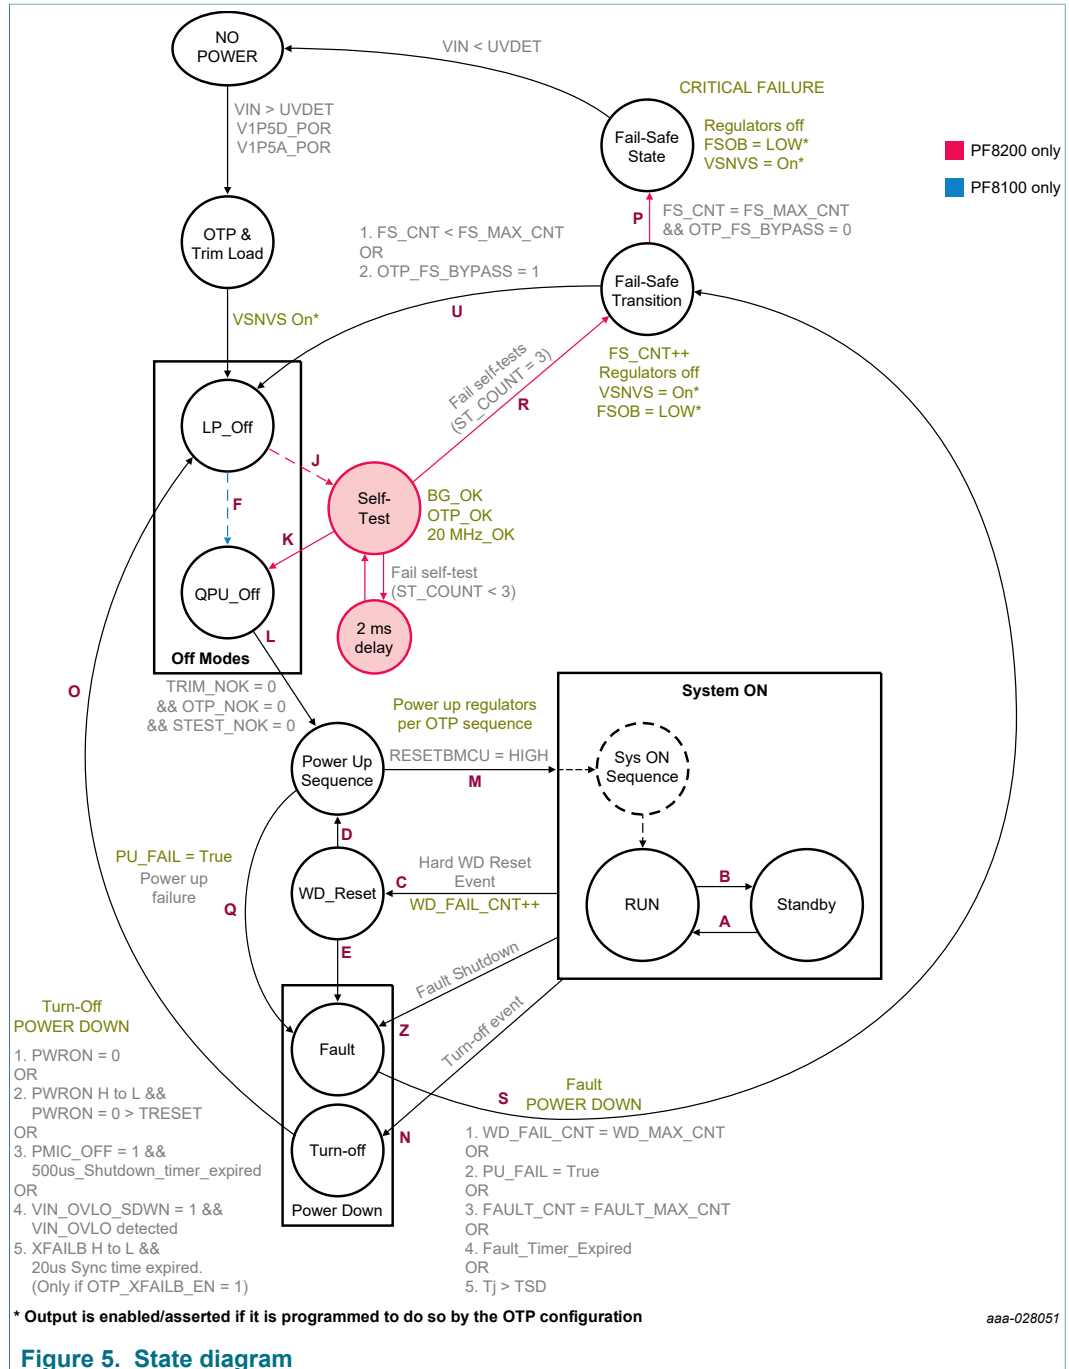 NO
POWER
VIN < UVDET
VIN > UVDET
V1P5D_POR
V1P5A_POR
CRITICAL FAILURE
Fail-Safe
State
Regulators off
FSOB = LOW*
VSNVS = On*
PF8200 only
PF8100 only
P
FS_CNT = FS_MAX_CNT
&& OTP_FS_BYPASS = 0
OTP &
Trim Load
1. FS_CNT < FS_MAX_CNT
OR
2. OTP_FS_BYPASS = 1
Fail-Safe
Transition
U
VSNVS On*
FS_CNT++
Regulators off
VSNVS = On*
FSOB = LOW*
Fail self-tests
(ST_COUNT = 3)
R
LP_Off
J
F
Self-
Test
BG_OK
OTP_OK
20 MHz_OK
K
QPU_Off
Fail self-test
(ST_COUNT < 3)
2 ms
delay
L
Off Modes
O
TRIM_NOK = 0
&& OTP_NOK = 0
&& STEST_NOK = 0
Power up regulators
per OTP sequence
System ON
Power Up
Sequence
RESETBMCU = HIGH
M
Sys ON
Sequence
D
PU_FAIL = True
Power up
failure
Q
WD_Reset
C
Hard WD Reset
Event
WD_FAIL_CNT++
RUN
B
A
Standby
E
Fault Shutdown
Z
Turn-off event
Turn-Off
POWER DOWN
Fault
1. PWRON = 0
OR
2. PWRON H to L &&
PWRON = 0 > TRESET
OR
3. PMIC_OFF = 1 &&
500us_Shutdown_timer_expired
OR
4. VIN_OVLO_SDWN = 1 &&
VIN_OVLO detected
5. XFAILB H to L &&
20us Sync time expired.
(Only if OTP_XFAILB_EN = 1)
Turn-off
N
Power Down
S
Fault
POWER DOWN
1. WD_FAIL_CNT = WD_MAX_CNT
OR
2. PU_FAIL = True
OR
3. FAULT_CNT = FAULT_MAX_CNT
OR
4. Fault_Timer_Expired
OR
5. Tj > TSD
* Output is enabled/asserted if it is programmed to do so by the OTP configuration
aaa-028051
Figure 5. State diagram